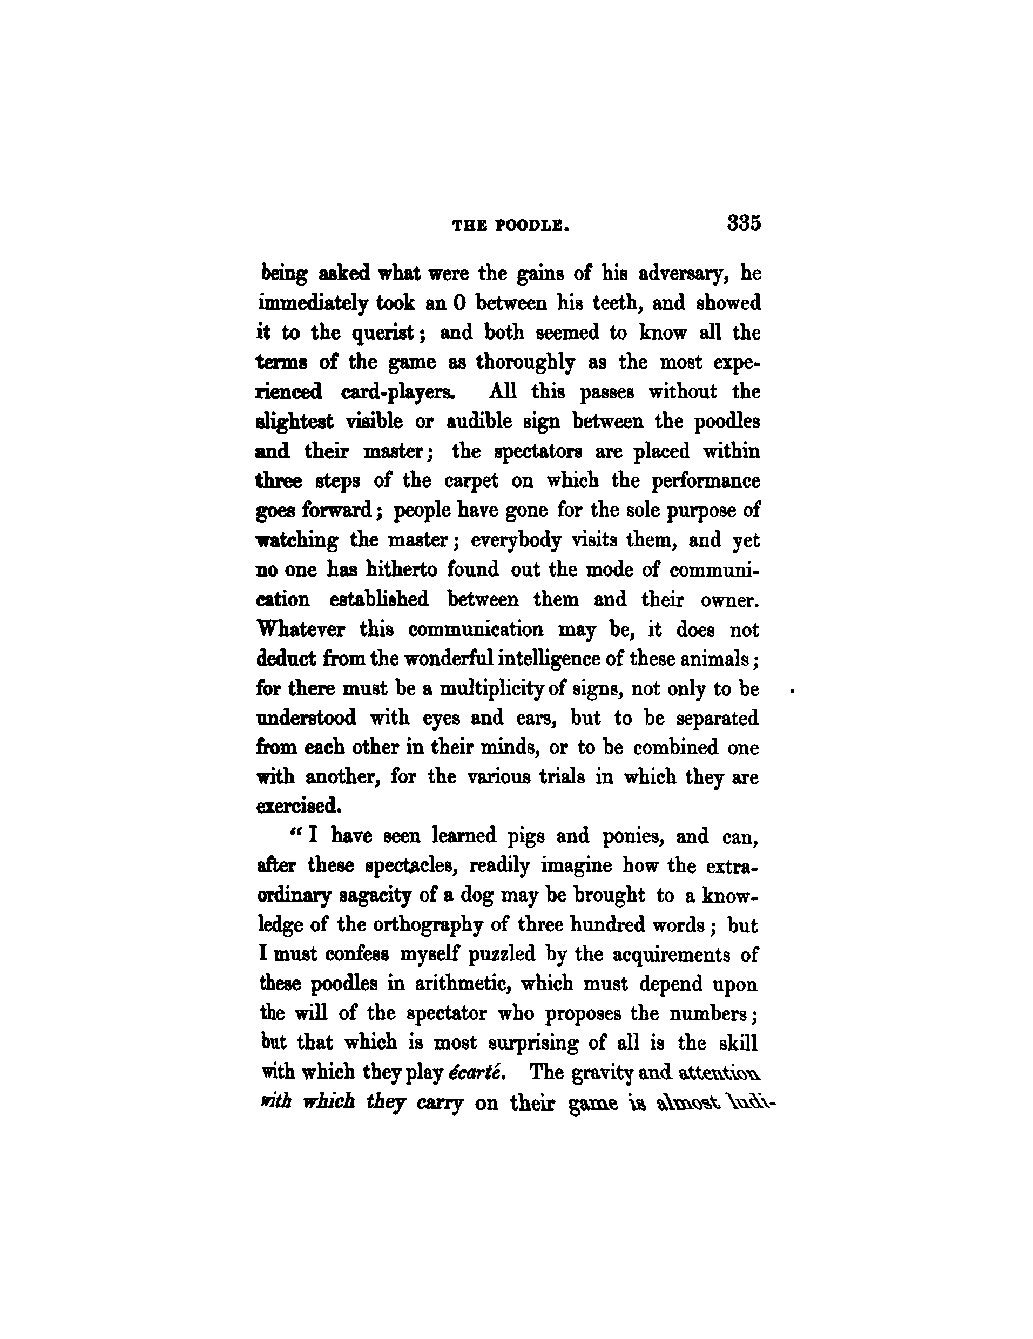 THE POODLE. 335
being asked what were the gains of his adversary, he
immediately took an O between his teeth, and showed
it to the querist; and both seemed to know all the
terms of the game as thoroughly as the most expe-
rienced card-players. All this passes without the
slightest visible or audible sign between the poodles
and their master; the spectators are placed within
three steps of the carpet on which the performance
goes forward; people have gone for the sole purpose of
watching the master; everybody visits them, and yet
no one has hitherto found out the mode of communi-
cation established between them and their owner.
Whatever this communication may be, it does not
deduct from the wonderful intelligence of these animals;
for there must be a multiplicity of signs, not only to be
understood with eyes and ears, but to be separated
from each other in their minds, or to be combined one
with another, for the various trials in which they are
exercised.
"I have seen learned pigs and ponies, and can,
after these spectacles, readily imagine how the extra-
ordinary sagacity of a dog may be brought to a know-
ledge of the orthography of three hundred words; but
I must confess myself puzzled by the acquirements of
these poodles in arithmetic, which must depend upon
the will of the spectator who proposes the numbers;
but that which is most surprising of all is the skill
with which they play écarté. The gravity and attention
with which they carry on their game is almost ludi-